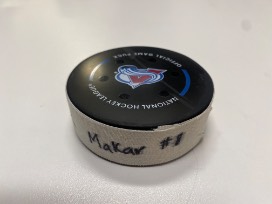 OFFICIAL GAME PUCK
NATIONAL HOCKEY LEAGUE
Makar #8